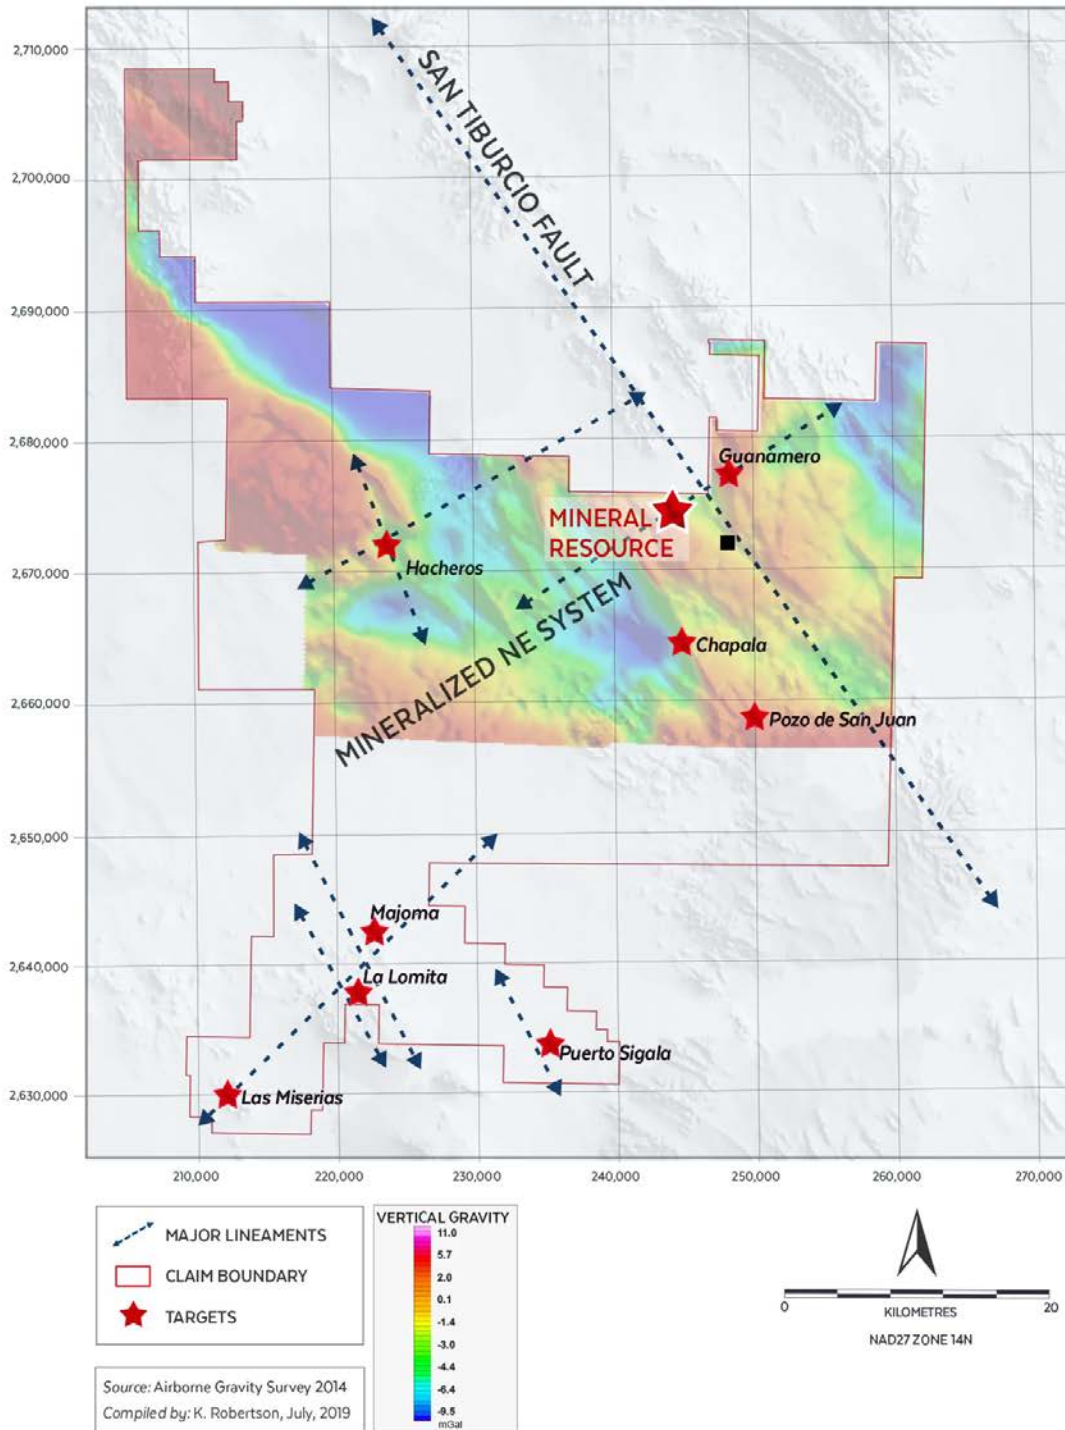 2,710,000
SAN TIBURCIO FAULT
2,700,000
2,690,000
2,680,000
Guanamero
MINERAL
RESOURCE
Hacheros
2,670,000
MINERALIZED NE SYSTEM
Chapala
2,660,000
Pozo de San Juan
2,650,000
Majoma
2,640,000
La Lomita
Puerto Sigala
2,630,000
Las Miserias
210,000 220,000 230,000 240,000 250,000 260,000 270,000
MAJOR LINEAMENTS
CLAIM BOUNDARY
TARGETS
Source: Airborne Gravity Survey 2014
Compiled by: K. Robertson, July, 2019
VERTICAL GRAVITY
11.0
5.7
2.0
0.1
-1.4
-3.0
-4.4
-6.4
-9.5
mGal
0 20
KILOMETRES
NAD27 ZONE 14N